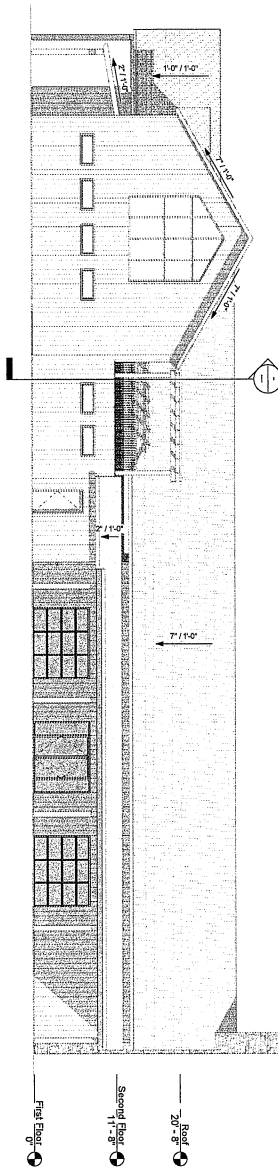 1'-0" / 1'-0"
2" / 1'-0"
7" / 1'-0"
7" / 1'-0"
2" / 1'-0"
7" / 1'-0"
Roof
20' - 8"
Second Floor
11' - 8"
First Floor
0"